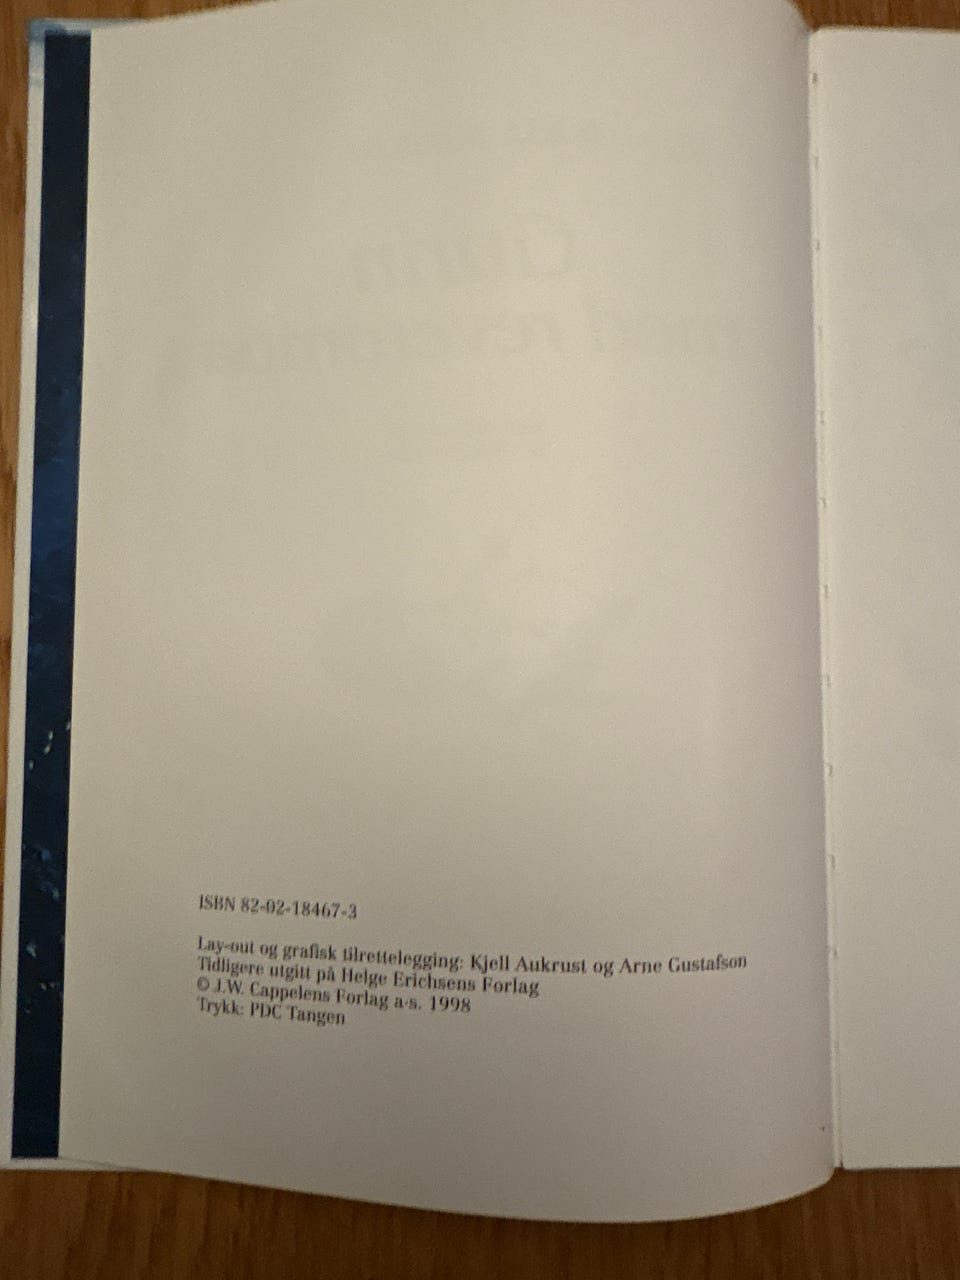 ISBN 82-02-18467-3
Lay-out og grafisk tilrettelegging: Kjell Aukrust og Arne Gustafson
Tidligere utgitt på Helge Erichsens Forlag
© J.W. Cappelens Forlag a·s. 1998
Trykk: PDC Tangen